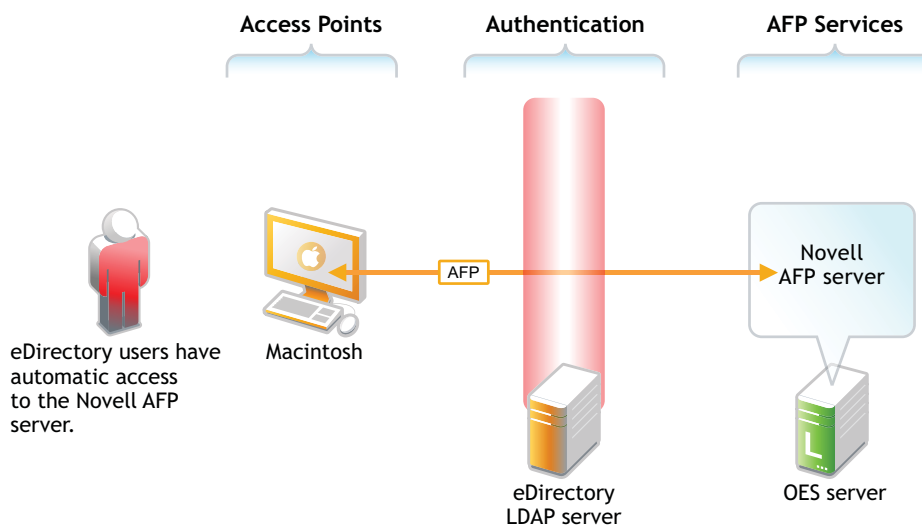 Access Points
Authentication
AFP Services
AFP
Novell
AFP server
eDirectory users have
automatic access
to the Novell AFP
server.
Macintosh
eDirectory
LDAP server
L
OES server